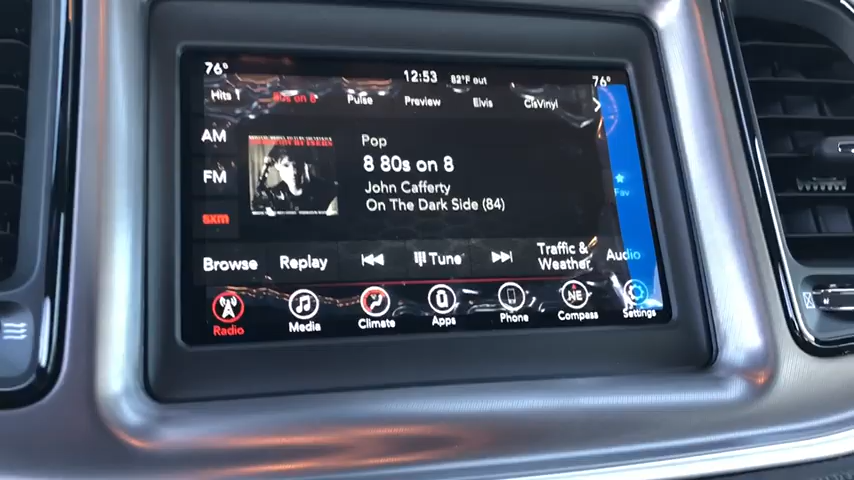 76° 12:53 82°F out 76°
Hits 1 80s on 8 Pulse Preview Elvis ClsVinyl
AM
FM
sxm
Pop
8 80s on 8
John Cafferty
On The Dark Side (84)
Fav
Browse Replay Tune Traffic & Weather Audio
Radio Media Climate Apps Phone NE Compass Settings